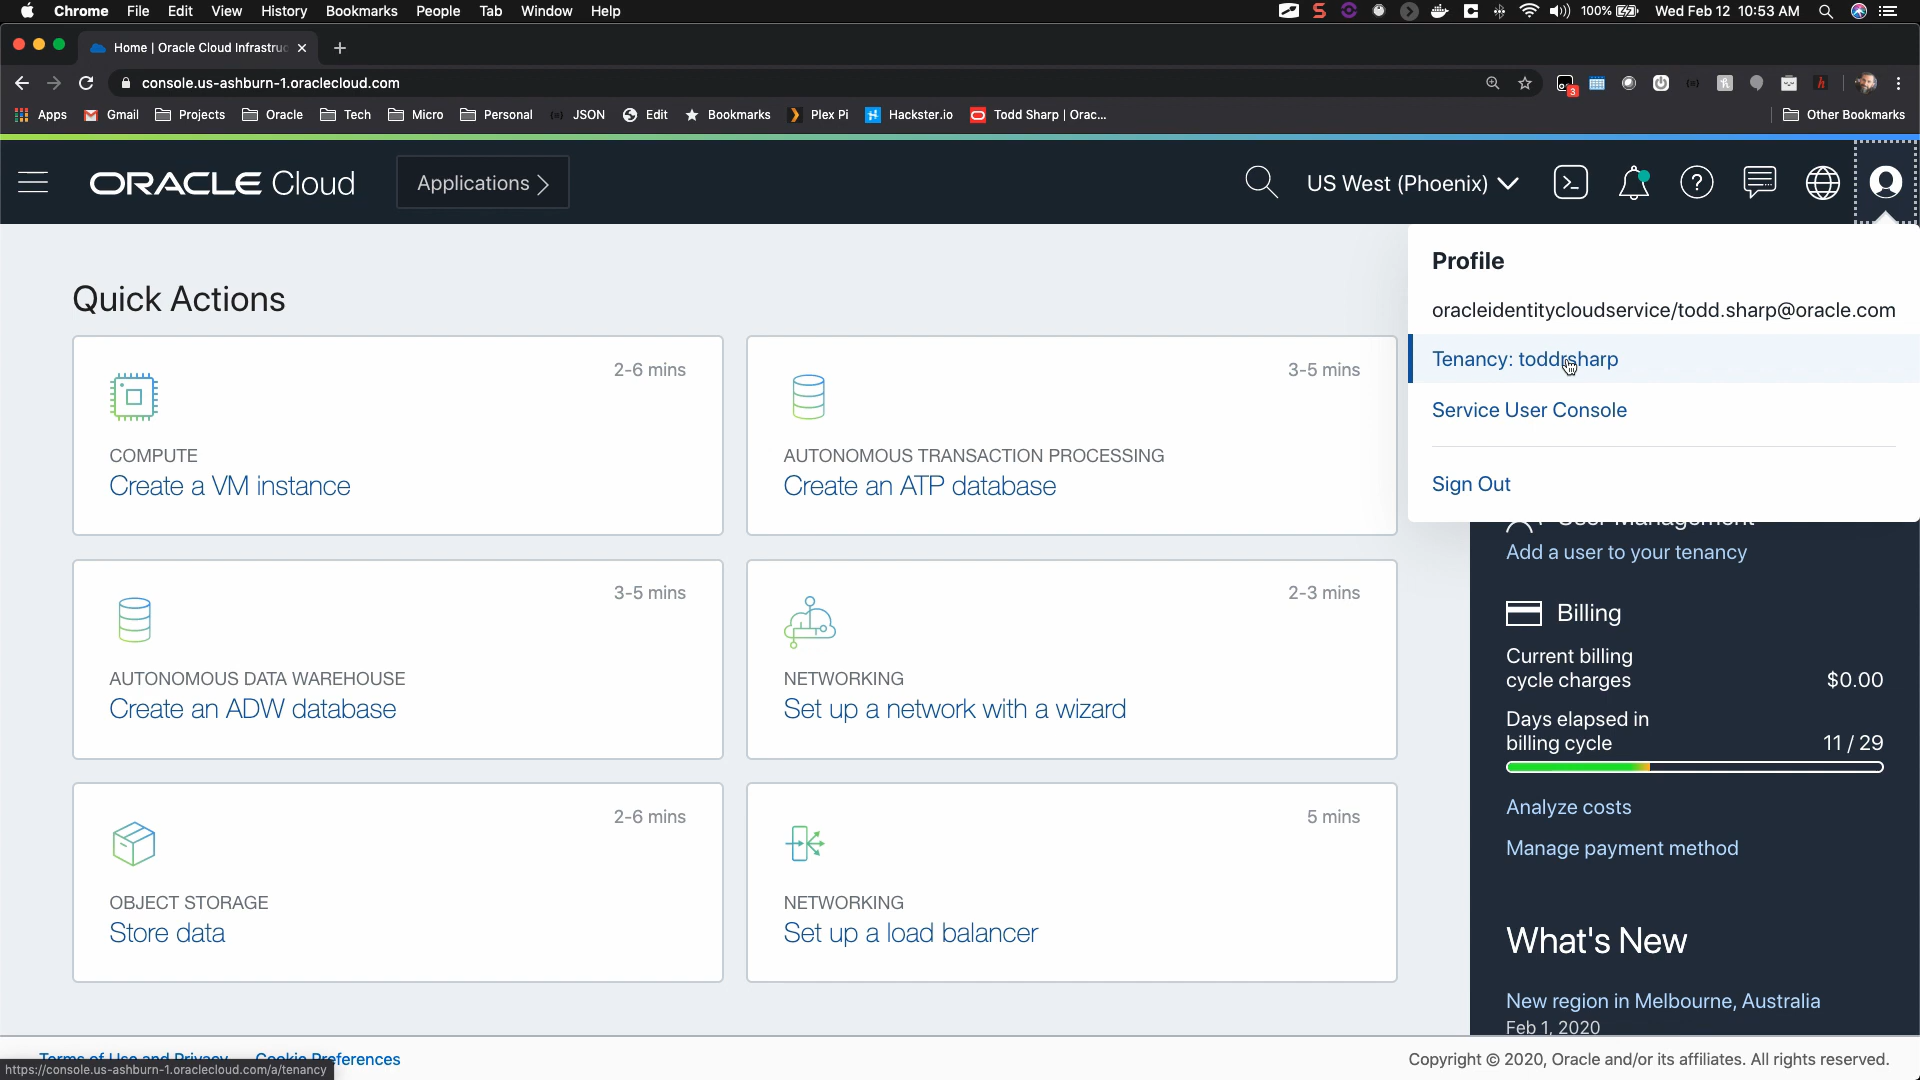 Chrome File Edit View History Bookmarks People Tab Window Help
100% Wed Feb 12 10:53 AM
Home | Oracle Cloud Infrastruc
console.us-ashburn-1.oraclecloud.com
3
Apps Gmail Projects Oracle Tech Micro Personal JSON Edit Bookmarks Plex Pi Hackster.io Todd Sharp | Orac... Other Bookmarks
ORACLE Cloud Applications US West (Phoenix)
Profile
oracleidentitycloudservice/todd.sharp@oracle.com
Tenancy: toddrsharp
Service User Console
Sign Out
Quick Actions
2-6 mins
COMPUTE
Create a VM instance
3-5 mins
AUTONOMOUS TRANSACTION PROCESSING
Create an ATP database
3-5 mins
AUTONOMOUS DATA WAREHOUSE
Create an ADW database
2-3 mins
NETWORKING
Set up a network with a wizard
2-6 mins
OBJECT STORAGE
Store data
5 mins
NETWORKING
Set up a load balancer
User Management
Add a user to your tenancy
Billing
Current billing
cycle charges $0.00
Days elapsed in
billing cycle 11 / 29
Analyze costs
Manage payment method
What's New
New region in Melbourne, Australia
Feb 1, 2020
Terms of Use and Privacy Cookie Preferences
Copyright © 2020, Oracle and/or its affiliates. All rights reserved.
https://console.us-ashburn-1.oraclecloud.com/a/tenancy